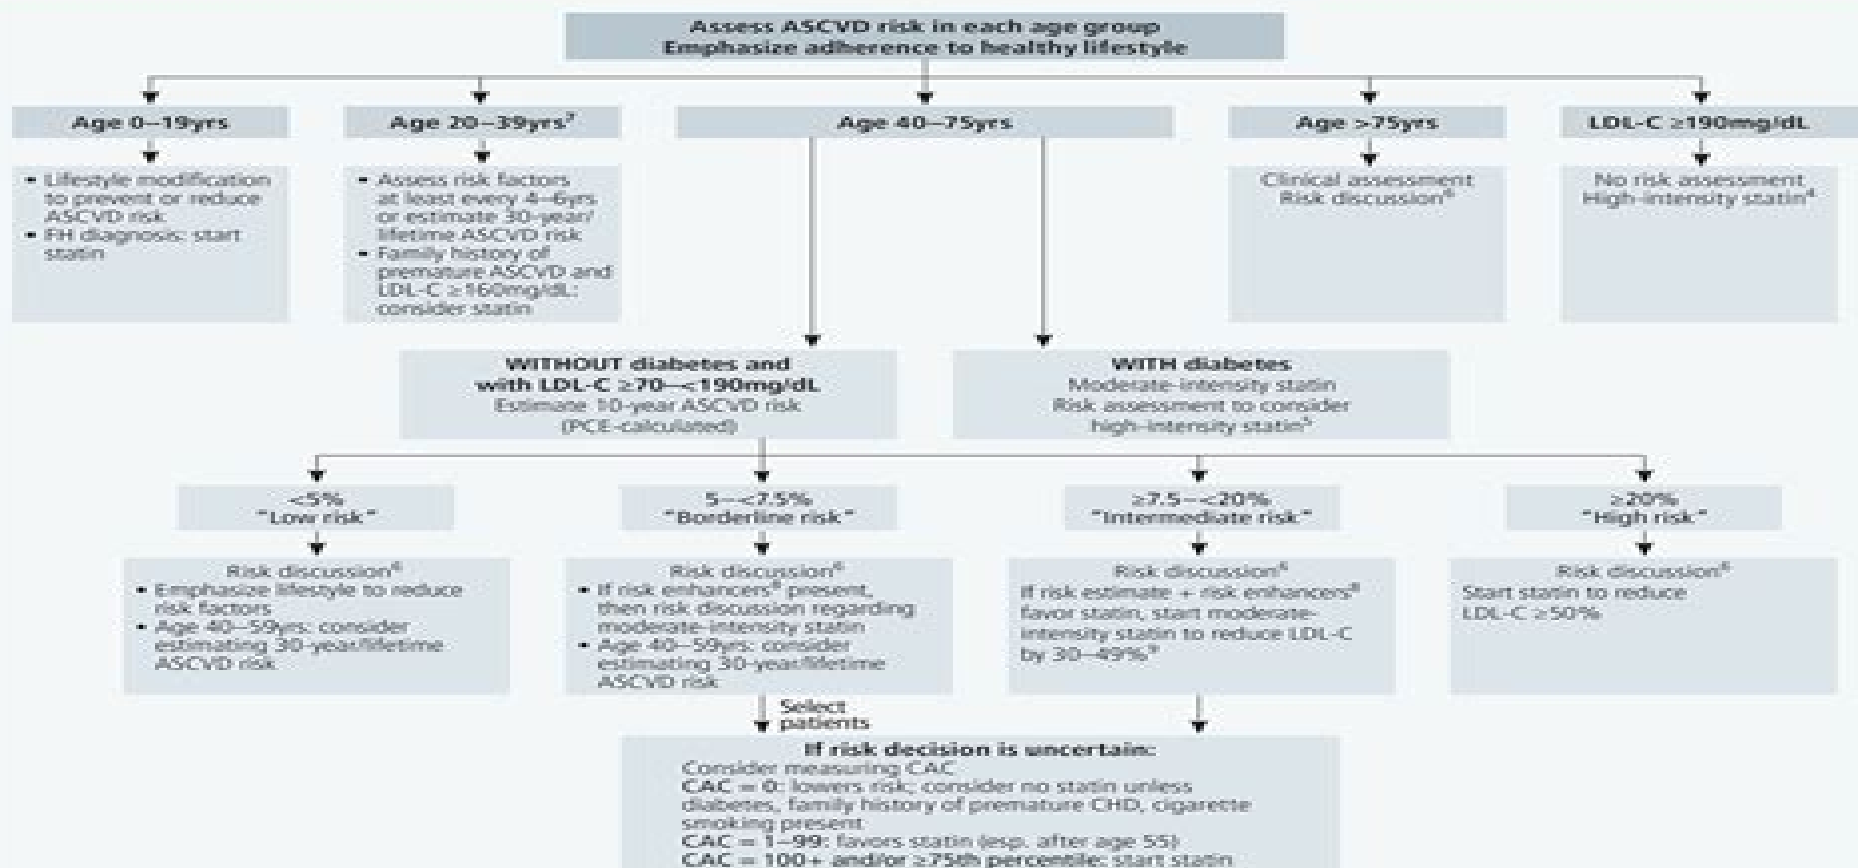 Assess ASCVD risk in each age group
Emphasize adherence to healthy lifestyle
Age 0–19yrs
• Lifestyle modification
to prevent or reduce
ASCVD risk
• FH diagnosis: start
statin
Age 20–39yrs⁷
• Assess risk factors
at least every 4–6yrs
or estimate 30-year/
lifetime ASCVD risk
• Family history of
premature ASCVD and
LDL-C ≥160mg/dL:
consider statin
Age 40–75yrs
Age >75yrs
Clinical assessment
Risk discussion⁶
LDL-C ≥190mg/dL
No risk assessment
High-intensity statin⁴
WITHOUT diabetes and
with LDL-C ≥70–<190mg/dL
Estimate 10-year ASCVD risk
(PCE-calculated)
WITH diabetes
Moderate-intensity statin
Risk assessment to consider
high-intensity statin⁵
<5%
"Low risk"
Risk discussion⁶
• Emphasize lifestyle to reduce
risk factors
• Age 40–59yrs: consider
estimating 30-year/lifetime
ASCVD risk
5–<7.5%
"Borderline risk"
Risk discussion⁶
• If risk enhancers⁸ present,
then risk discussion regarding
moderate-intensity statin
• Age 40–59yrs: consider
estimating 30-year/lifetime
ASCVD risk
≥7.5–<20%
"Intermediate risk"
Risk discussion⁶
If risk estimate + risk enhancers⁸
favor statin, start moderate-
intensity statin to reduce LDL-C
by 30–49%⁹
≥20%
"High risk"
Risk discussion⁶
Start statin to reduce
LDL-C ≥50%
Select
patients
If risk decision is uncertain:
Consider measuring CAC
CAC = 0: lowers risk; consider no statin unless
diabetes, family history of premature CHD, cigarette
smoking present
CAC = 1–99: favors statin (esp. after age 55)
CAC = 100+ and/or ≥75th percentile: start statin